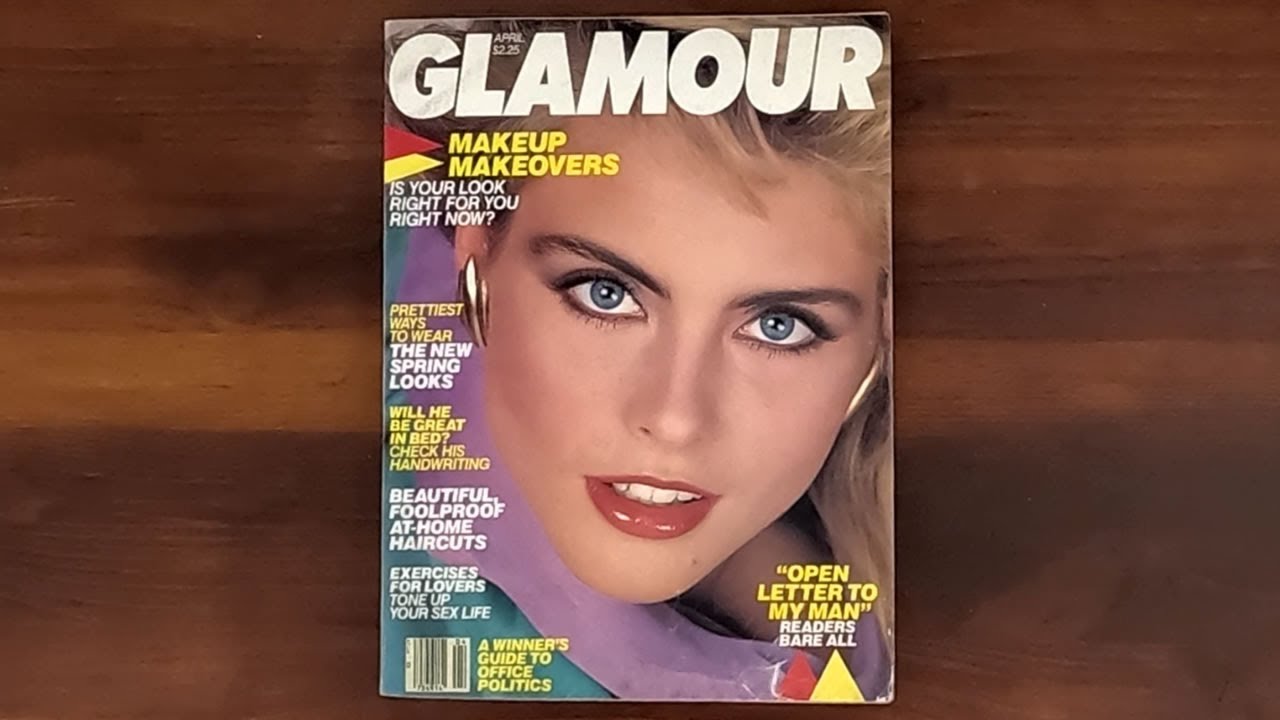 APRIL
$2.25
GLAMOUR
MAKEUP
MAKEOVERS
IS YOUR LOOK
RIGHT FOR YOU
RIGHT NOW?
PRETTIEST
WAYS
TO WEAR
THE NEW
SPRING
LOOKS
WILL HE
BE GREAT
IN BED?
CHECK HIS
HANDWRITING
BEAUTIFUL,
FOOLPROOF
AT-HOME
HAIRCUTS
EXERCISES
FOR LOVERS
TONE UP
YOUR SEX LIFE
A WINNER'S
GUIDE TO
OFFICE
POLITICS
"OPEN
LETTER TO
MY MAN"
READERS
BARE ALL